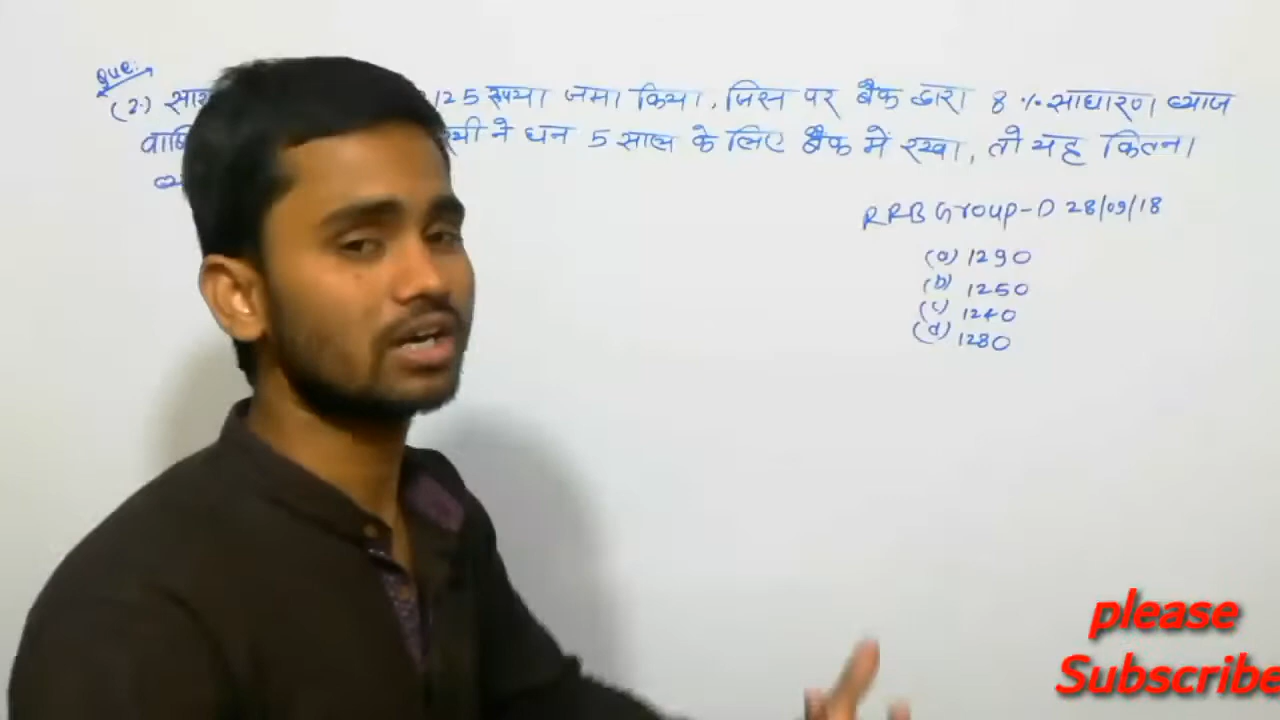 Que:
(2.) 125 रूपया जमा किया, जिस पर बैंक द्वारा 8 % साधारण ब्याज
ने धन 5 साल के लिए बैंक में रखा, तो यह कितना
RRB Group-D 28/09/18
(a) 1290
(b) 1250
(c) 1240
(d) 1280
please
Subscribe